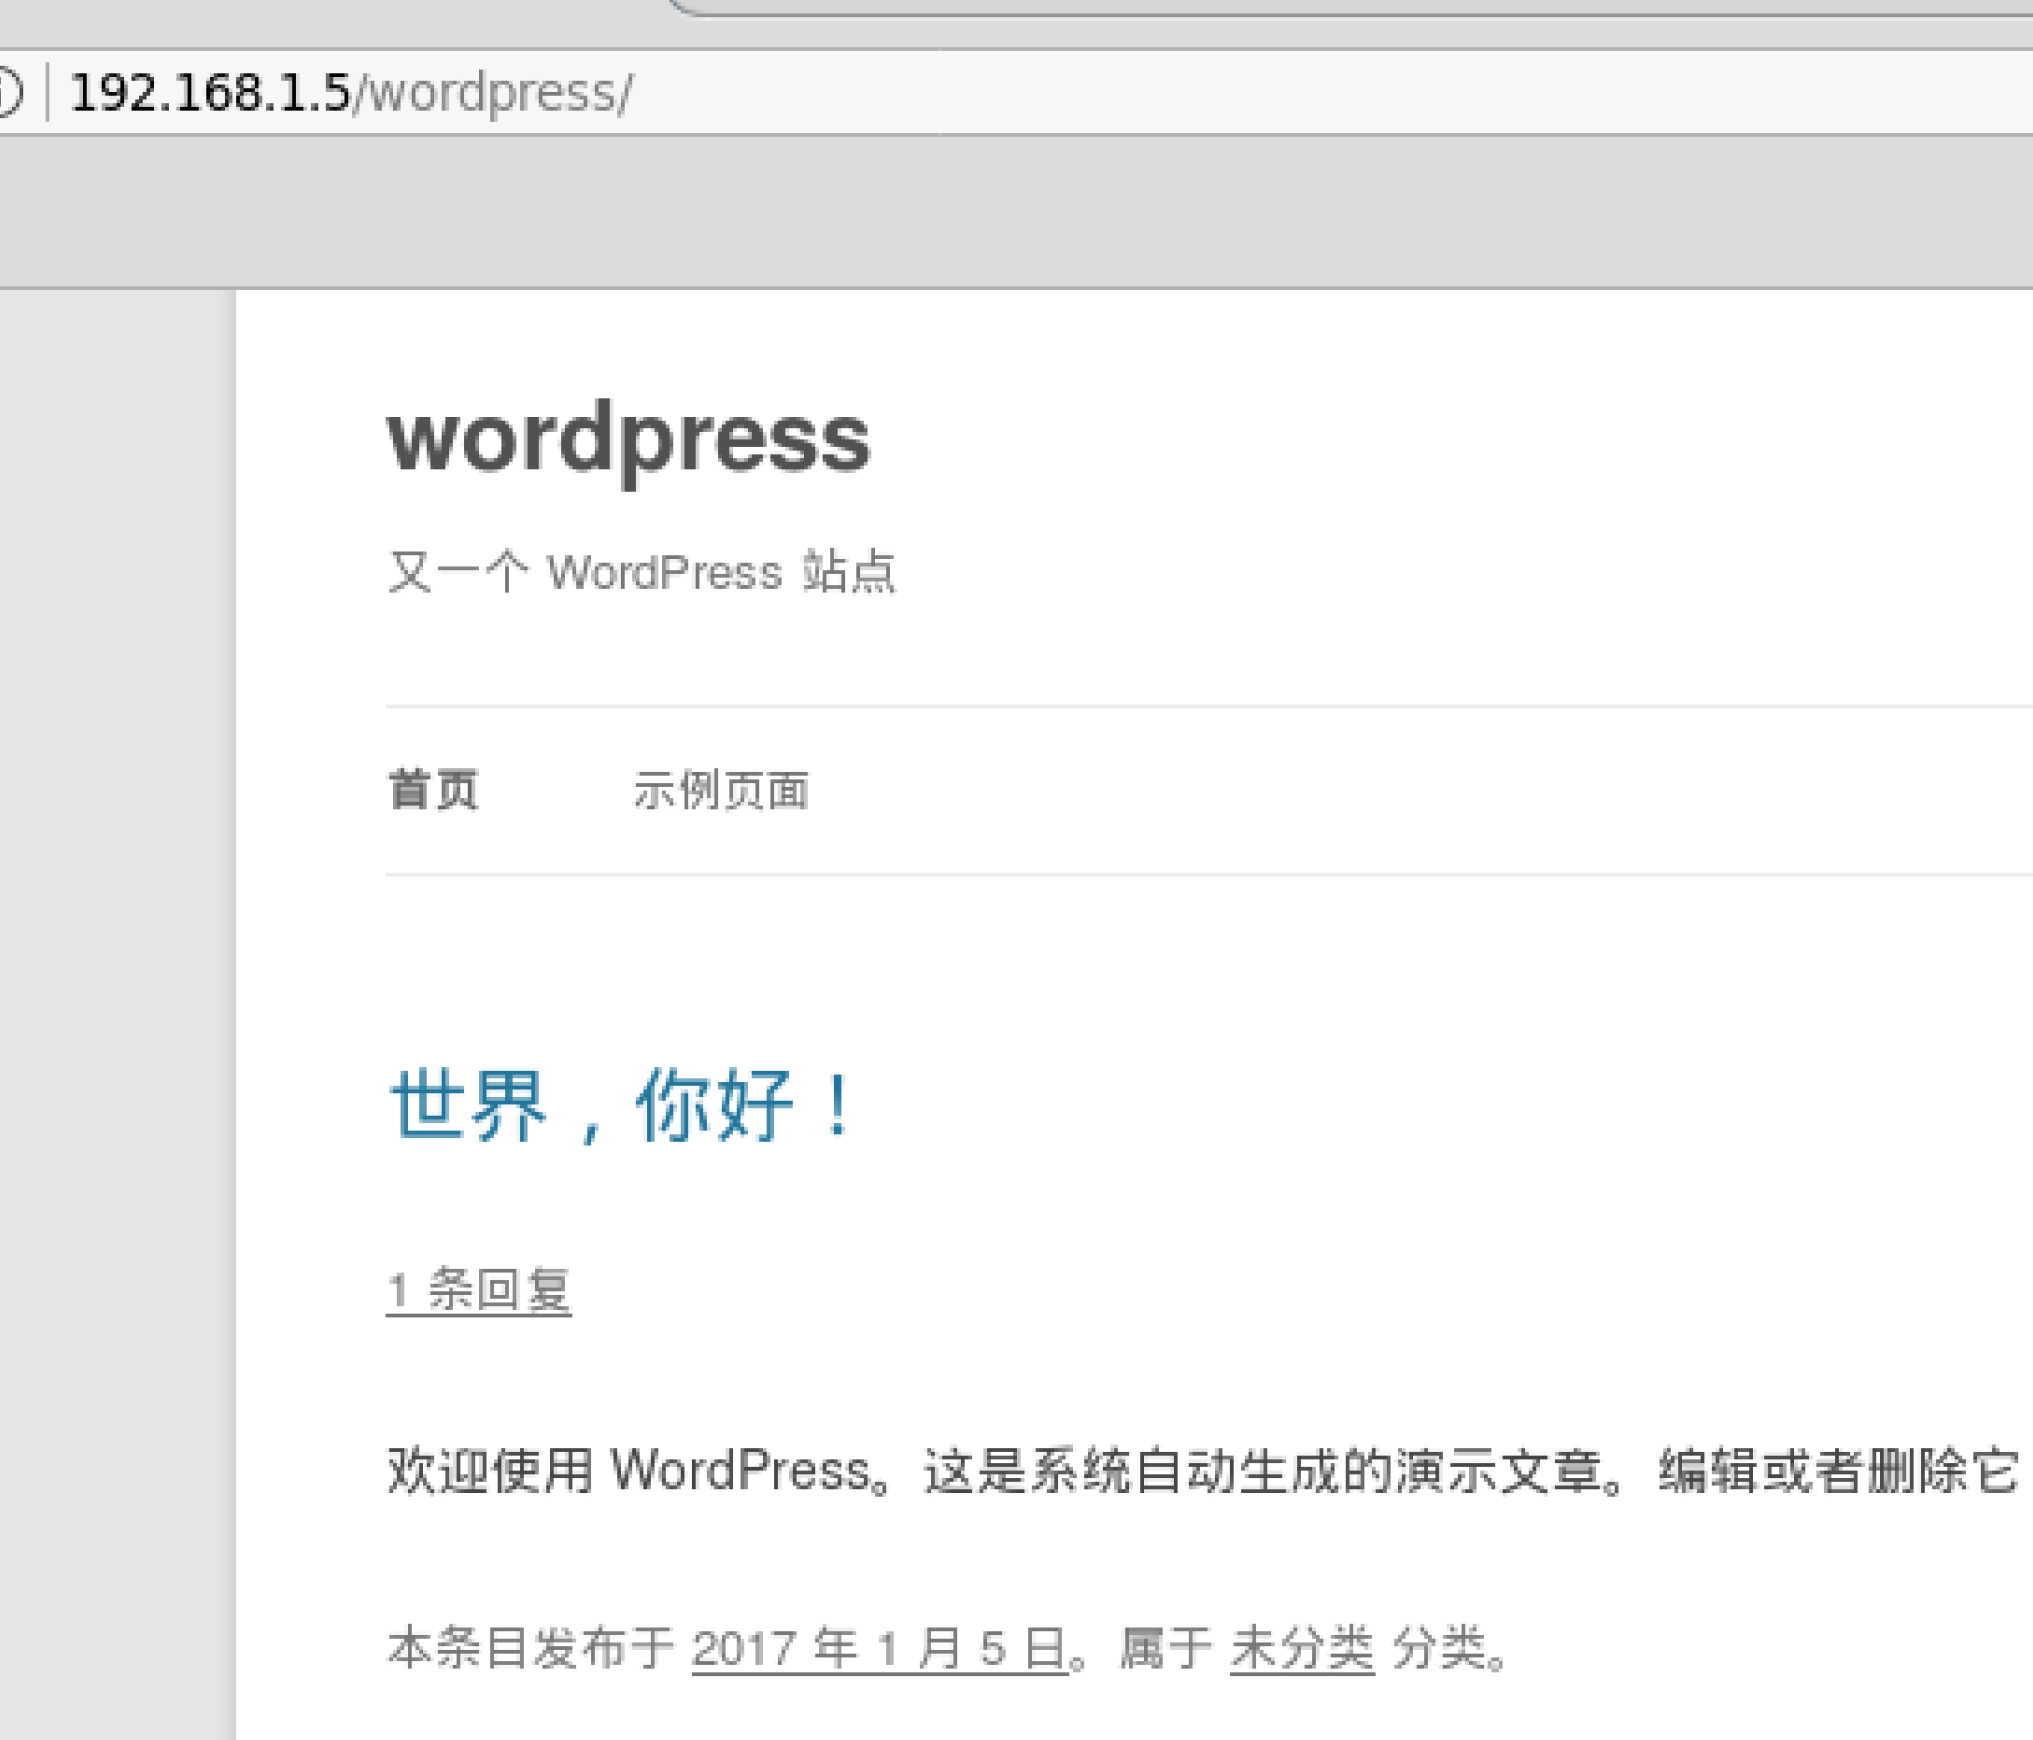 192.168.1.5/wordpress/
wordpress
又一个 WordPress 站点
首页 示例页面
世界，你好！
1 条回复
欢迎使用 WordPress。这是系统自动生成的演示文章。编辑或者删除它
本条目发布于 2017 年 1 月 5 日。属于 未分类 分类。